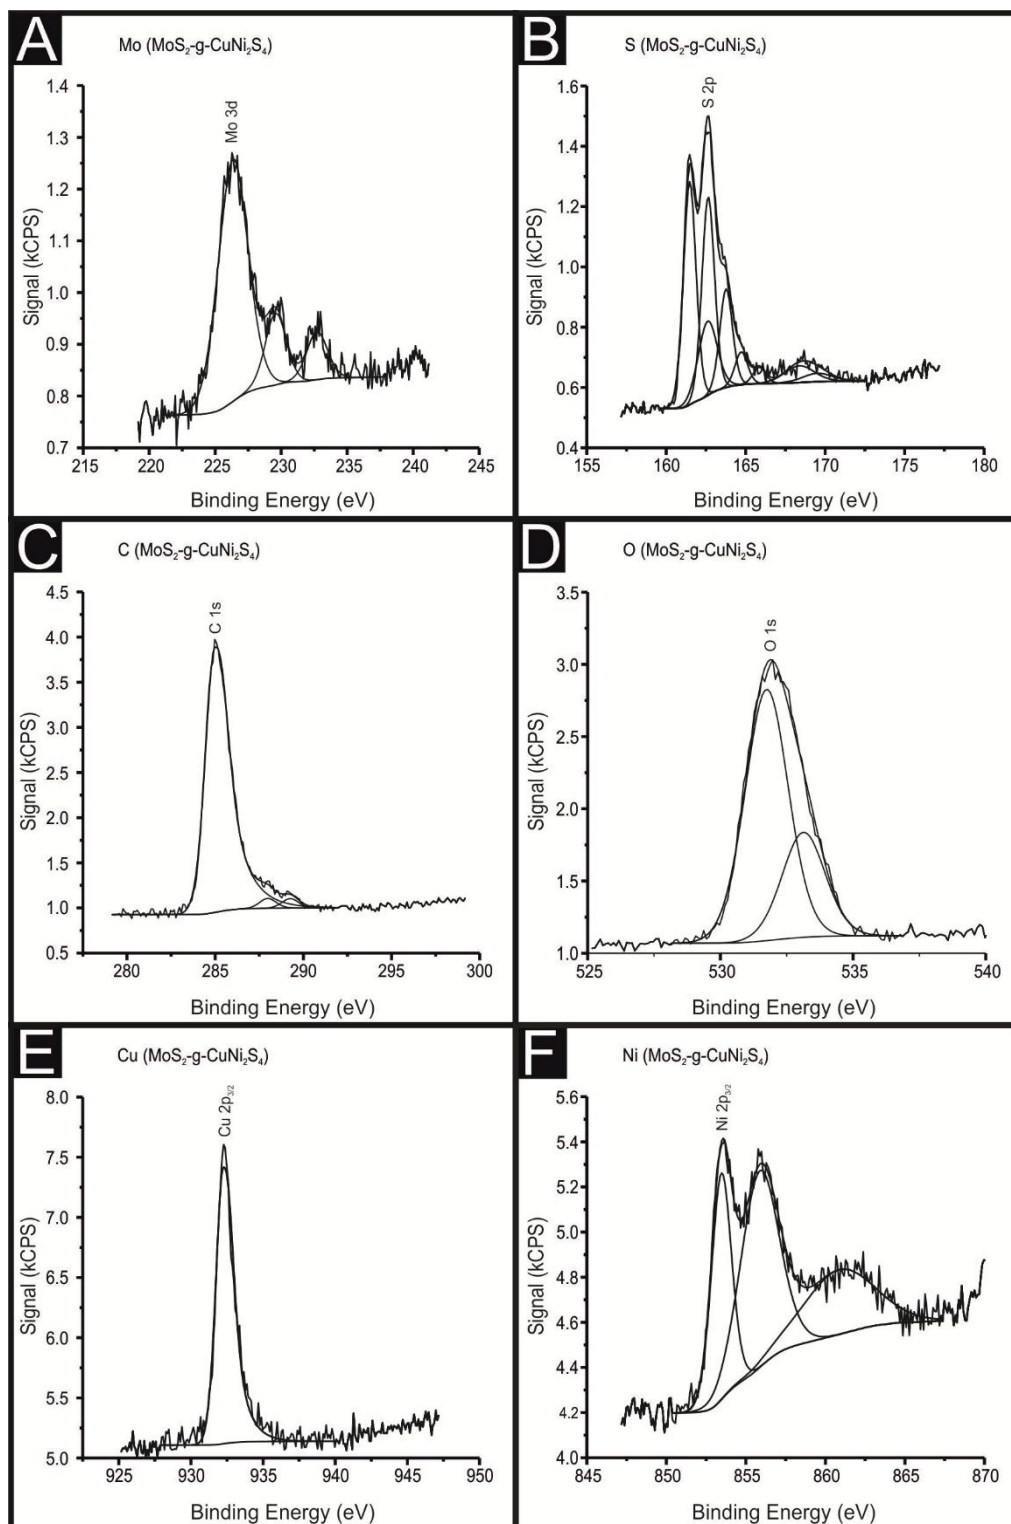 A
Mo (MoS₂-g-CuNi₂S₄)
Mo 3d
Signal (kCPS)
1.4
1.3
1.2
1.1
1.0
0.9
0.8
0.7
215 220 225 230 235 240 245
Binding Energy (eV)
B
S (MoS₂-g-CuNi₂S₄)
S 2p
Signal (kCPS)
1.6
1.4
1.2
1.0
0.8
0.6
0.4
155 160 165 170 175 180
Binding Energy (eV)
C
C (MoS₂-g-CuNi₂S₄)
C 1s
Signal (kCPS)
4.5
4.0
3.5
3.0
2.5
2.0
1.5
1.0
0.5
280 285 290 295 300
Binding Energy (eV)
D
O (MoS₂-g-CuNi₂S₄)
O 1s
Signal (kCPS)
3.5
3.0
2.5
2.0
1.5
1.0
525 530 535 540
Binding Energy (eV)
E
Cu (MoS₂-g-CuNi₂S₄)
Cu 2p₃/₂
Signal (kCPS)
8.0
7.5
7.0
6.5
6.0
5.5
5.0
925 930 935 940 945 950
Binding Energy (eV)
F
Ni (MoS₂-g-CuNi₂S₄)
Ni 2p₃/₂
Signal (kCPS)
5.6
5.4
5.2
5.0
4.8
4.6
4.4
4.2
4.0
845 850 855 860 865 870
Binding Energy (eV)